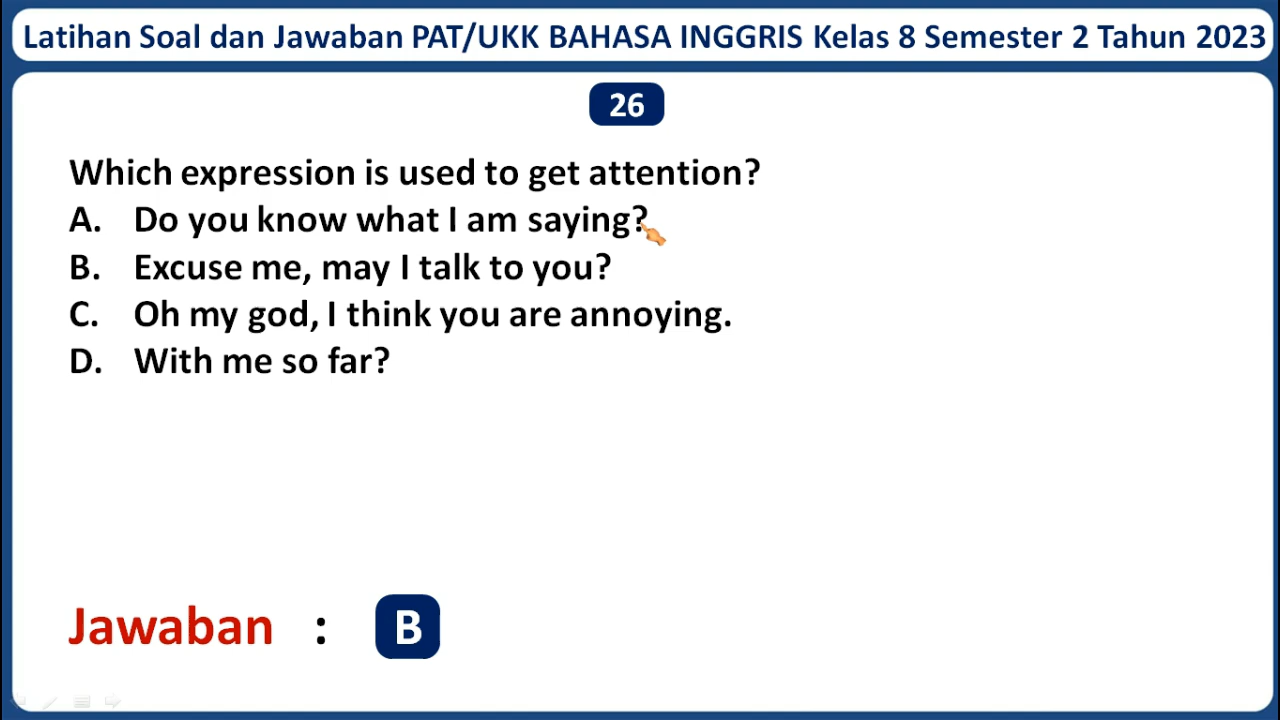 Latihan Soal dan Jawaban PAT/UKK BAHASA INGGRIS Kelas 8 Semester 2 Tahun 2023
26
Which expression is used to get attention?
A. Do you know what I am saying?
B. Excuse me, may I talk to you?
C. Oh my god, I think you are annoying.
D. With me so far?
Jawaban : B